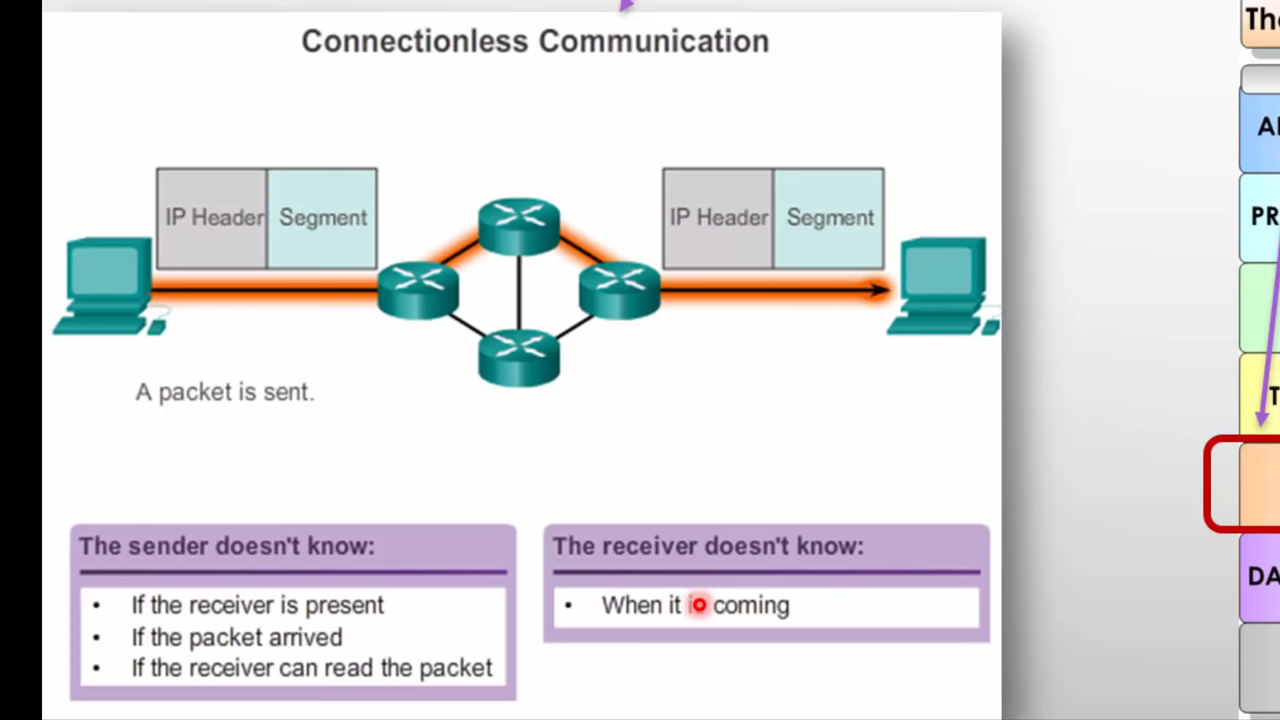 Connectionless Communication
IP Header Segment
IP Header Segment
A packet is sent.
The sender doesn't know:
• If the receiver is present
• If the packet arrived
• If the receiver can read the packet
The receiver doesn't know:
• When it is coming
The
A
PR
T
DA